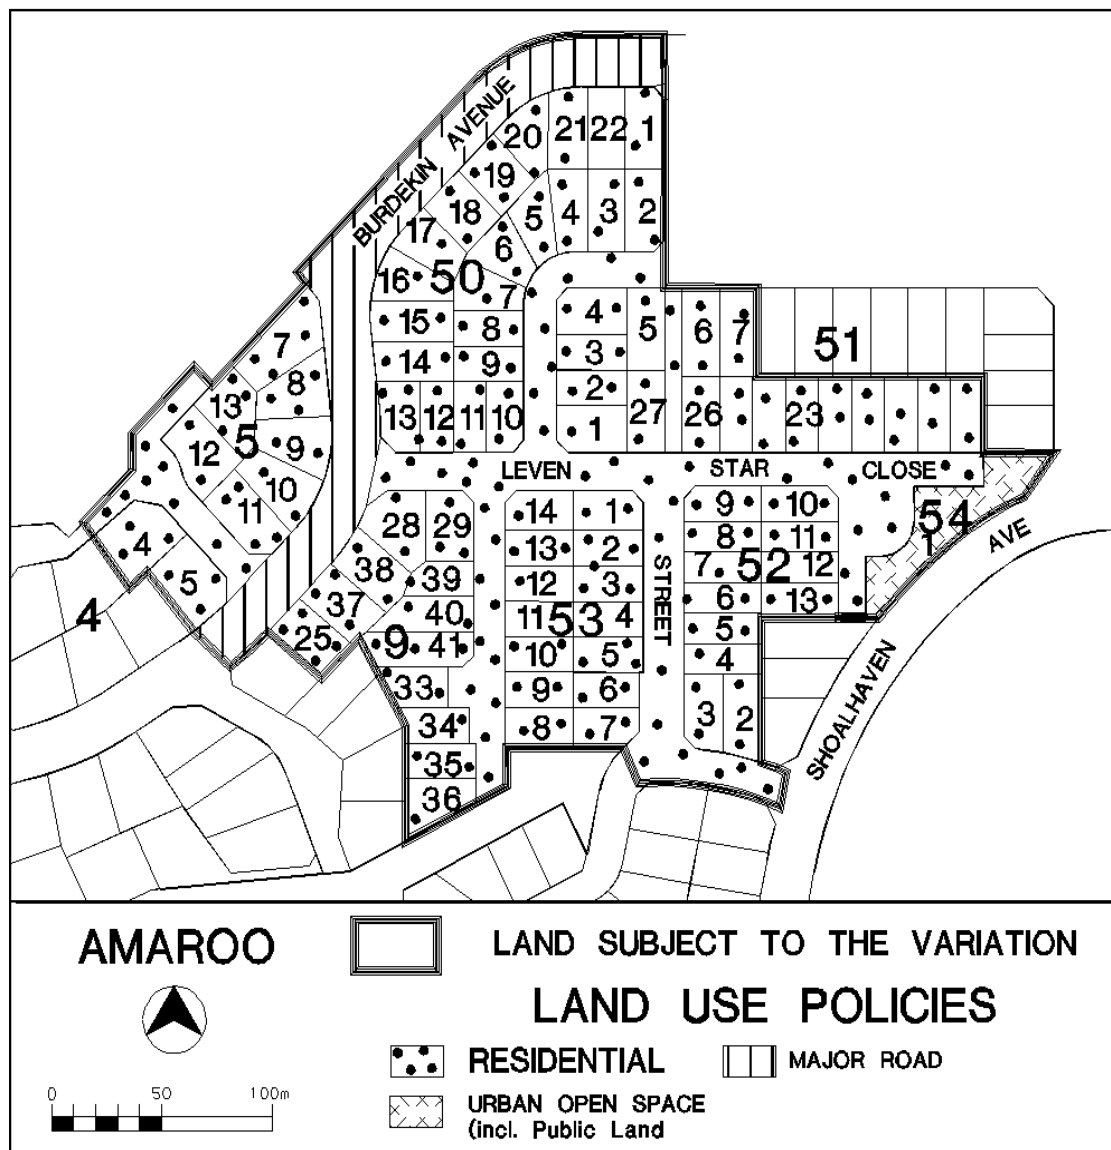 BURDEKIN AVENUE
20 21 22 1
19
18 5 4 3 2
17 6
16 50 7
15 8
14 9
13 12 11 10
4 5 6 7 51
3
2
1 27 26 23
7
8
13
5 9
12
10
11
4
5
4
LEVEN STAR CLOSE
28 29
38 39
37 40
25 9 41
33
34
35
36
14 1
13 2
12 3
11 53 4
10 5
9 6
8 7
STREET
9 10
8 11
7 52 12
6 13
5
4
3 2
54
1
SHOALHAVEN AVE
AMAROO
LAND SUBJECT TO THE VARIATION
LAND USE POLICIES
RESIDENTIAL
MAJOR ROAD
0 50 100m
URBAN OPEN SPACE
(incl. Public Land